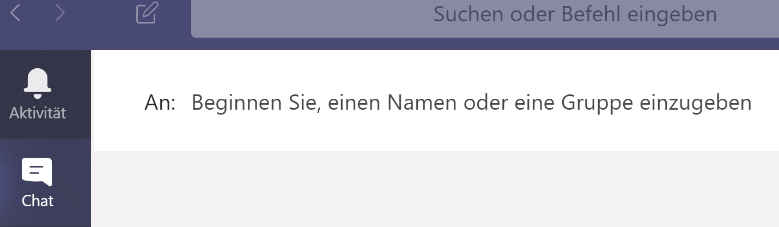 Suchen oder Befehl eingeben
An: Beginnen Sie, einen Namen oder eine Gruppe einzugeben
Aktivität
Chat